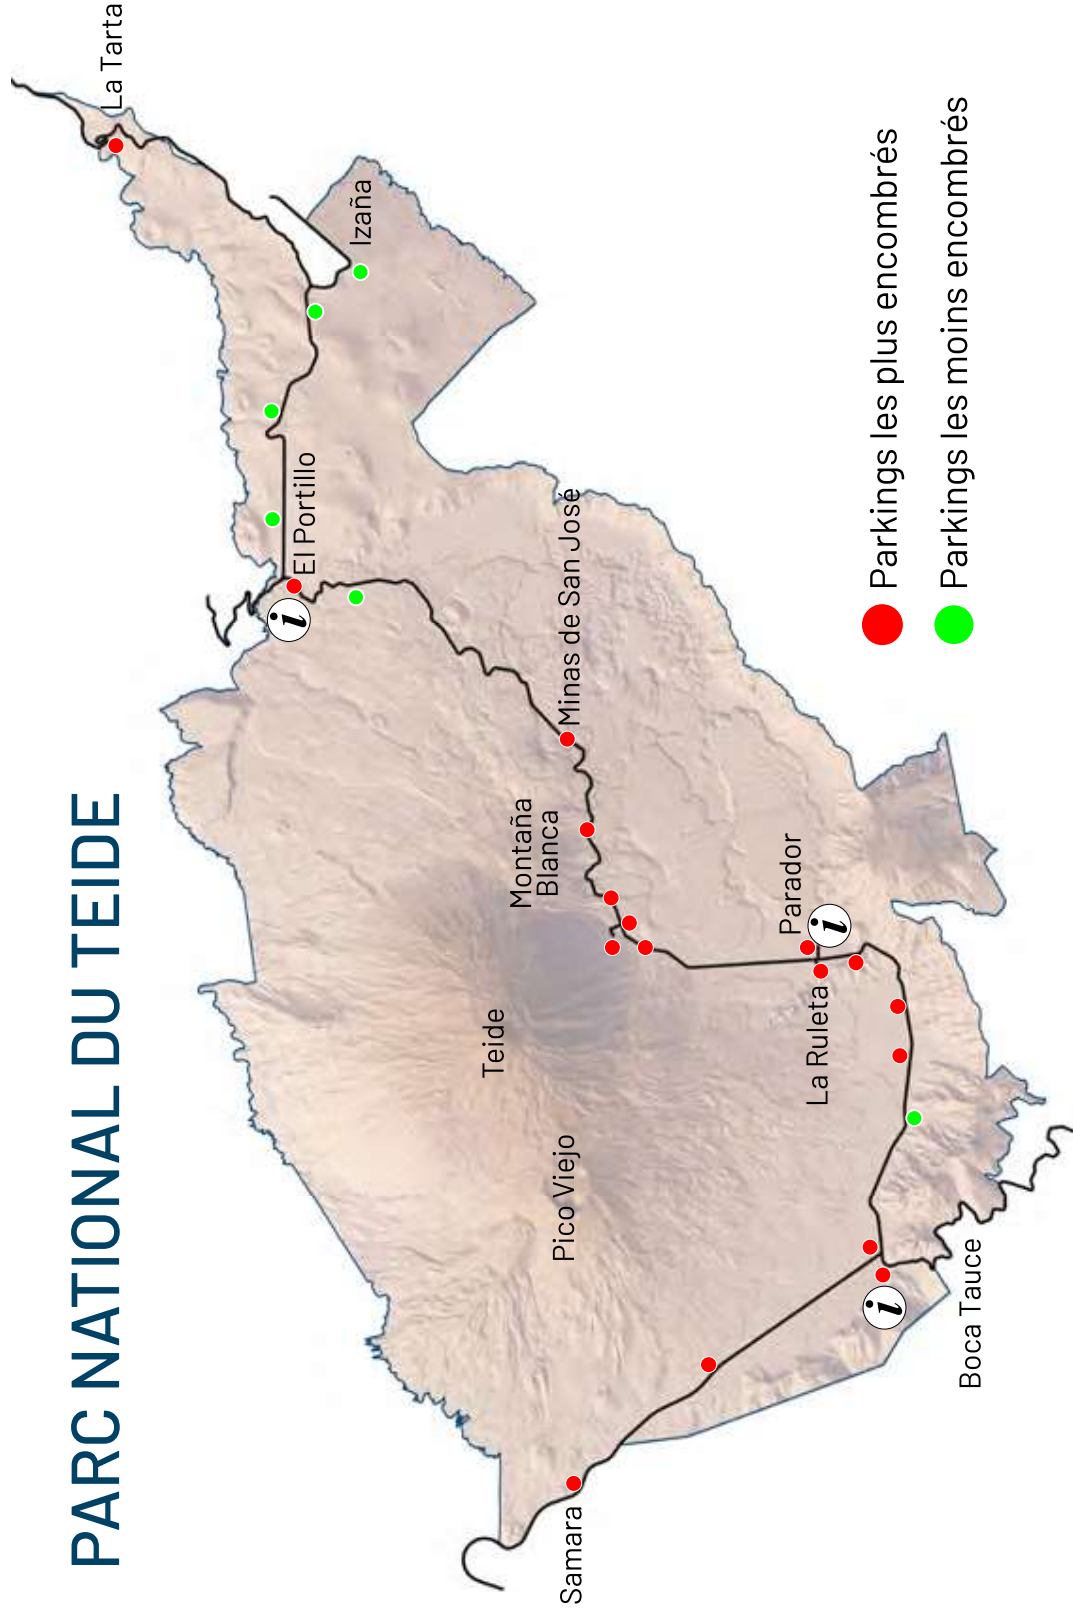 PARC NATIONAL DU TEIDE
La Tarta
Izaña
El Portillo
i
Minas de San José
Montaña
Blanca
Teide
Pico Viejo
Parador
i
La Ruleta
Boca Tauce
i
Samara
Parkings les plus encombrés
Parkings les moins encombrés